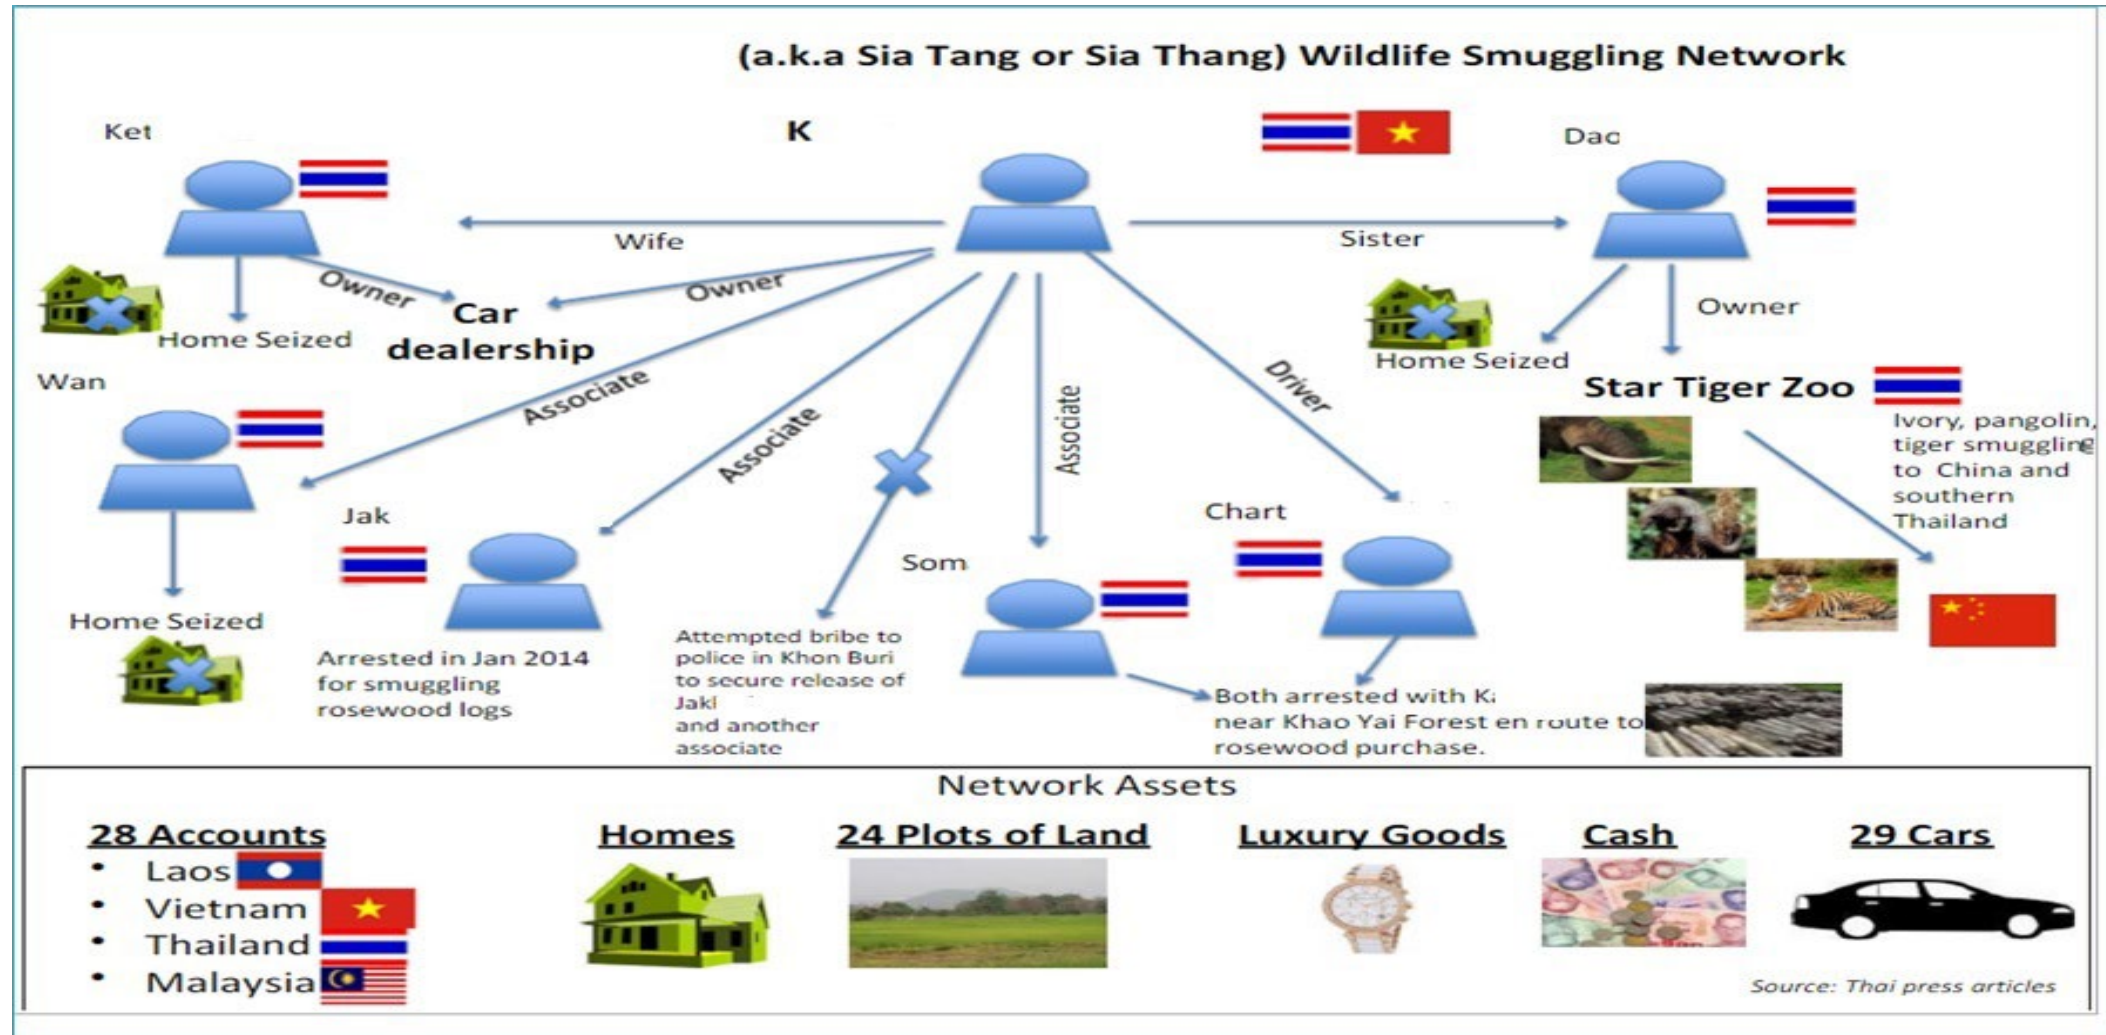 (a.k.a Sia Tang or Sia Thang) Wildlife Smuggling Network
Ket
K
Dao
Wife
Sister
Owner
Owner
Owner
Car
dealership
Home Seized
Home Seized
Star Tiger Zoo
Wan
Associate
Associate
Associate
Driver
Ivory, pangolin,
tiger smuggling
to China and
southern
Thailand
Jak
Som
Chart
Home Seized
Arrested in Jan 2014
for smuggling
rosewood logs
Attempted bribe to
police in Khon Buri
to secure release of
Jakl
and another
associate
Both arrested with
near Khao Yai Forest en route to
rosewood purchase.
Network Assets
28 Accounts
• Laos
• Vietnam
• Thailand
• Malaysia
Homes
24 Plots of Land
Luxury Goods
Cash
29 Cars
Source: Thai press articles